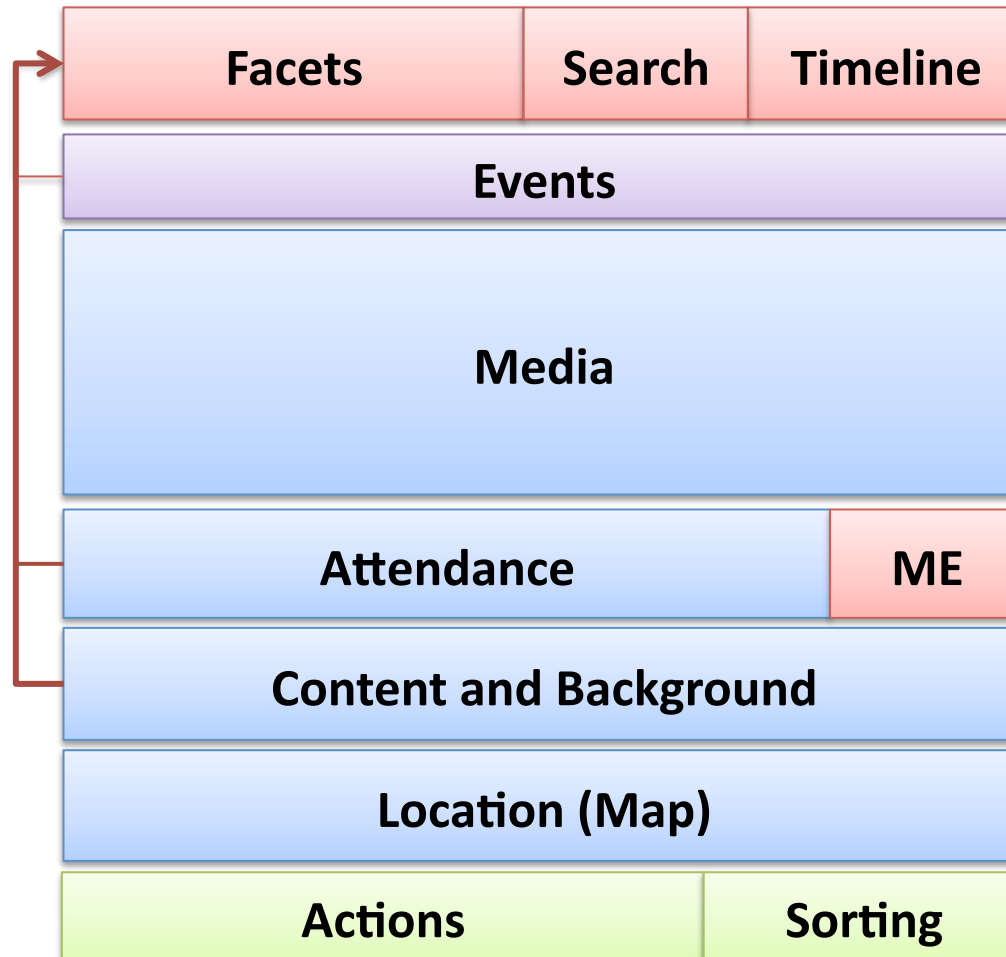 Facets
Search
Timeline
Events
Media
Attendance
ME
Content and Background
Location (Map)
Actions
Sorting